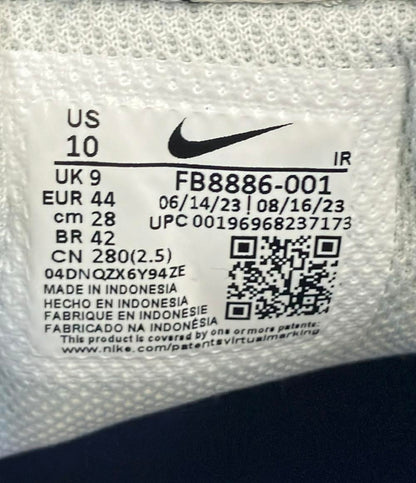 US
10
IR
UK 9
EUR 44
cm 28
BR 42
CN 280(2.5)
FB8886-001
06/14/23 | 08/16/23
UPC 00196968237173
04DNQZX6Y94ZE
MADE IN INDONESIA
HECHO EN INDONESIA
FABRIQUE EN INDONESIE
FABRICADO NA INDONÉSIA
This product is covered by one or more patents:
www.nike.com/patentsvirtualmarking